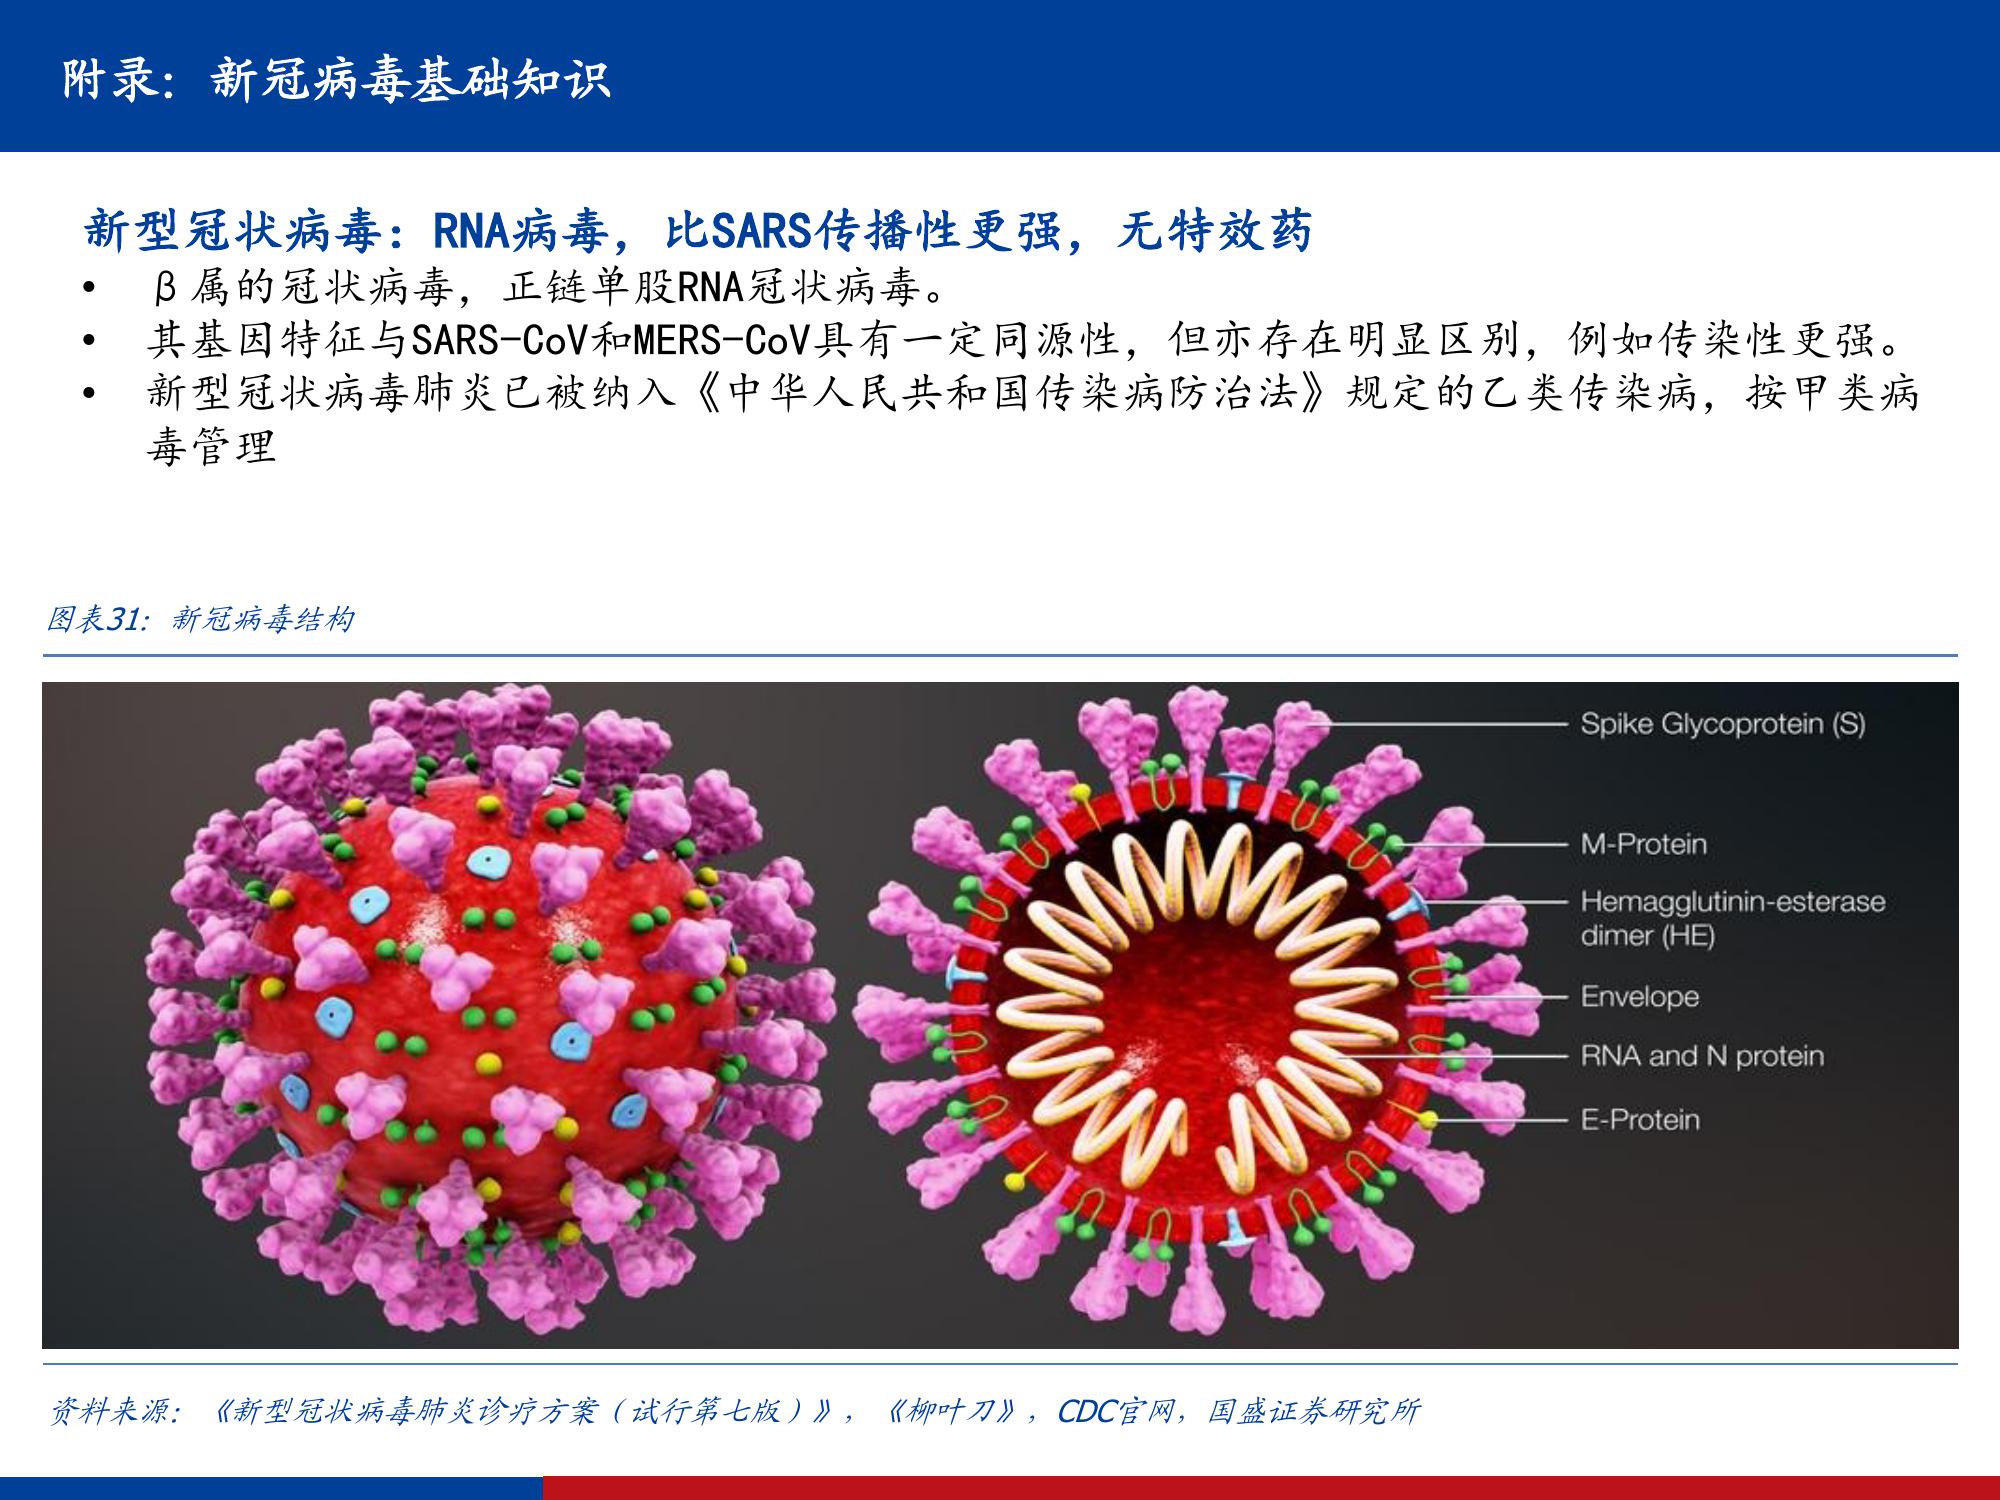 附录：新冠病毒基础知识
新型冠状病毒：RNA病毒，比SARS传播性更强，无特效药
• β属的冠状病毒，正链单股RNA冠状病毒。
• 其基因特征与SARS-CoV和MERS-CoV具有一定同源性，但亦存在明显区别，例如传染性更强。
• 新型冠状病毒肺炎已被纳入《中华人民共和国传染病防治法》规定的乙类传染病，按甲类病
毒管理
图表31：新冠病毒结构
Spike Glycoprotein (S)
M-Protein
Hemagglutinin-esterase
dimer (HE)
Envelope
RNA and N protein
E-Protein
资料来源：《新型冠状病毒肺炎诊疗方案（试行第七版）》，《柳叶刀》，CDC官网，国盛证券研究所